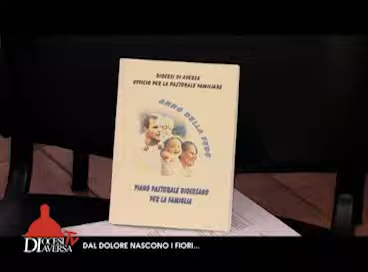 DIOCESI DI AVERSA
UFFICIO PER LA PASTORALE FAMILIARE
ANNO DELLA FEDE
PIANO PASTORALE DIOCESANO
PER LA FAMIGLIA
DIOCESI TV
DI AVERSA
DAL DOLORE NASCONO I FIORI...